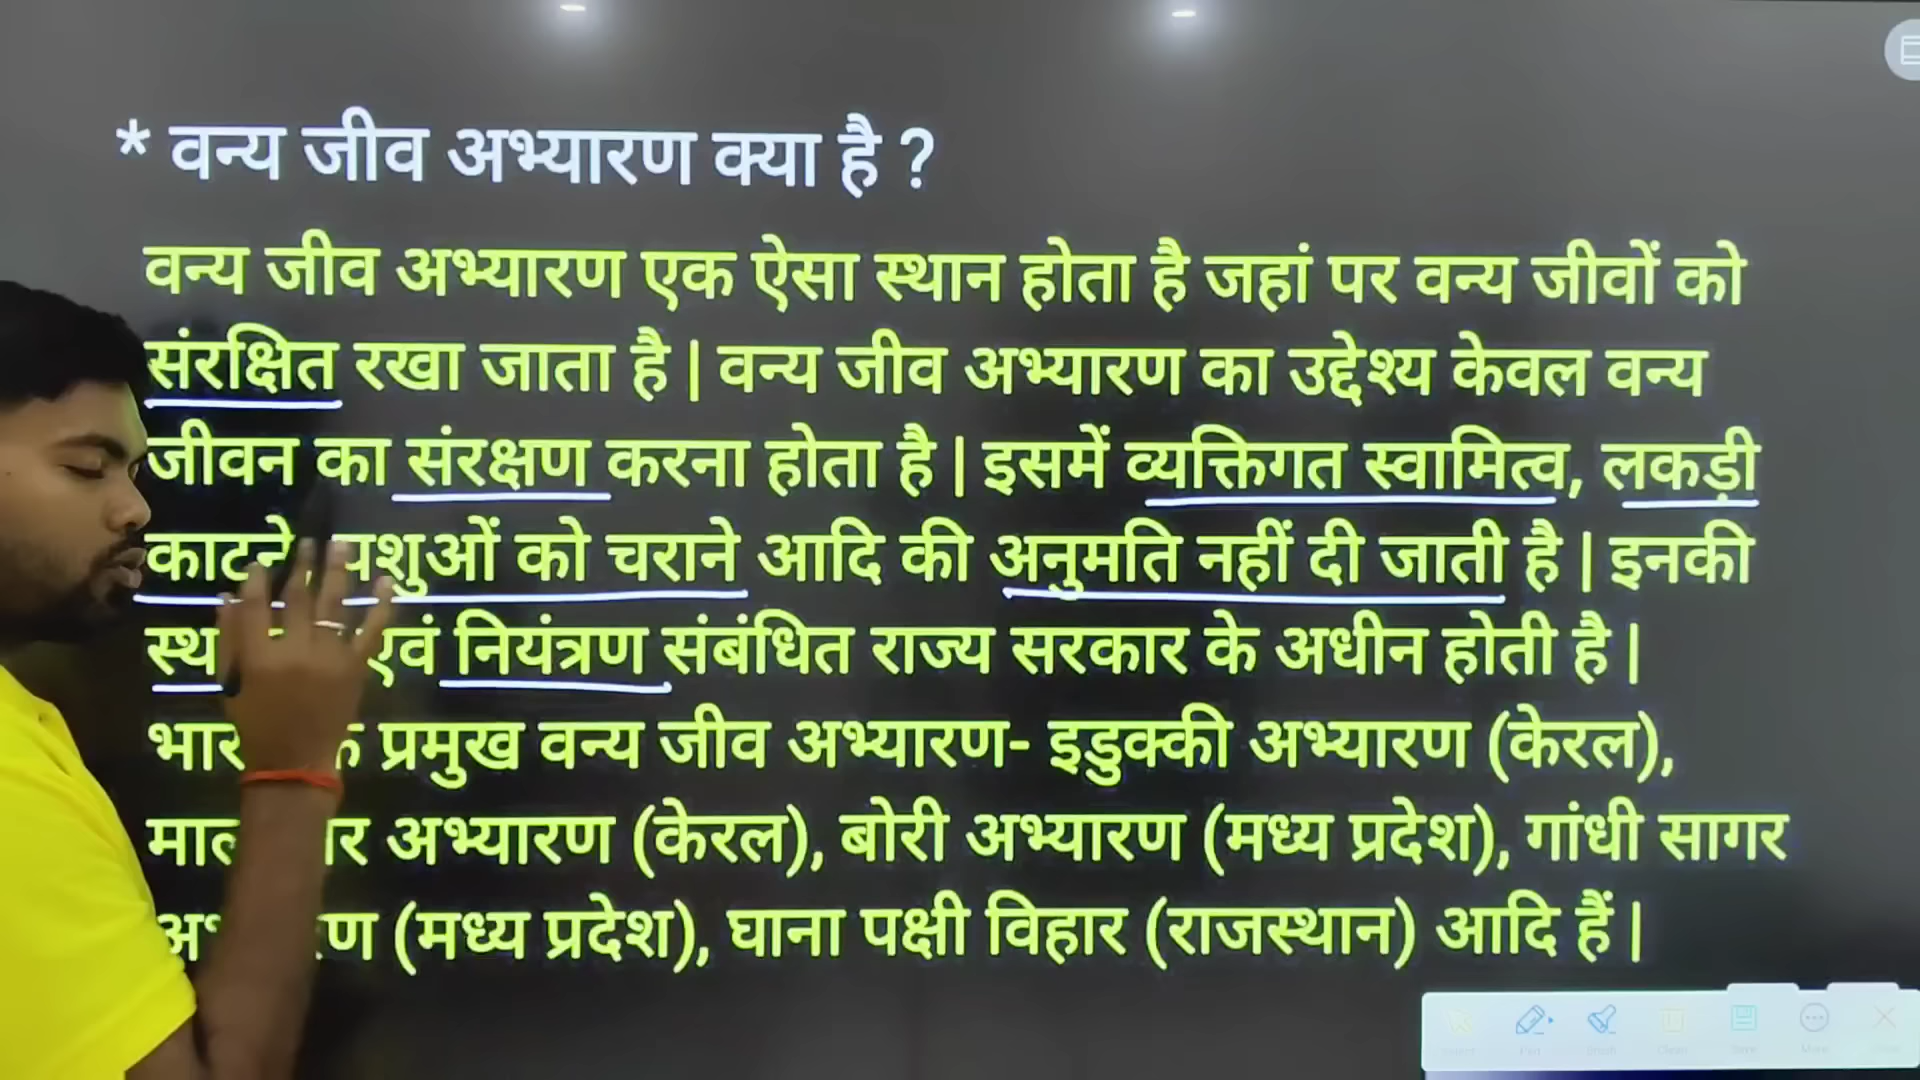 * वन्य जीव अभ्यारण क्या है ?
वन्य जीव अभ्यारण एक ऐसा स्थान होता है जहां पर वन्य जीवों को
संरक्षित रखा जाता है | वन्य जीव अभ्यारण का उद्देश्य केवल वन्य
जीवन का संरक्षण करना होता है | इसमें व्यक्तिगत स्वामित्व, लकड़ी
काटने, पशुओं को चराने आदि की अनुमति नहीं दी जाती है | इनकी
एवं नियंत्रण संबंधित राज्य सरकार के अधीन होती है |
प्रमुख वन्य जीव अभ्यारण- इडुक्की अभ्यारण (केरल),
अभ्यारण (केरल), बोरी अभ्यारण (मध्य प्रदेश), गांधी सागर
(मध्य प्रदेश), घाना पक्षी विहार (राजस्थान) आदि हैं |